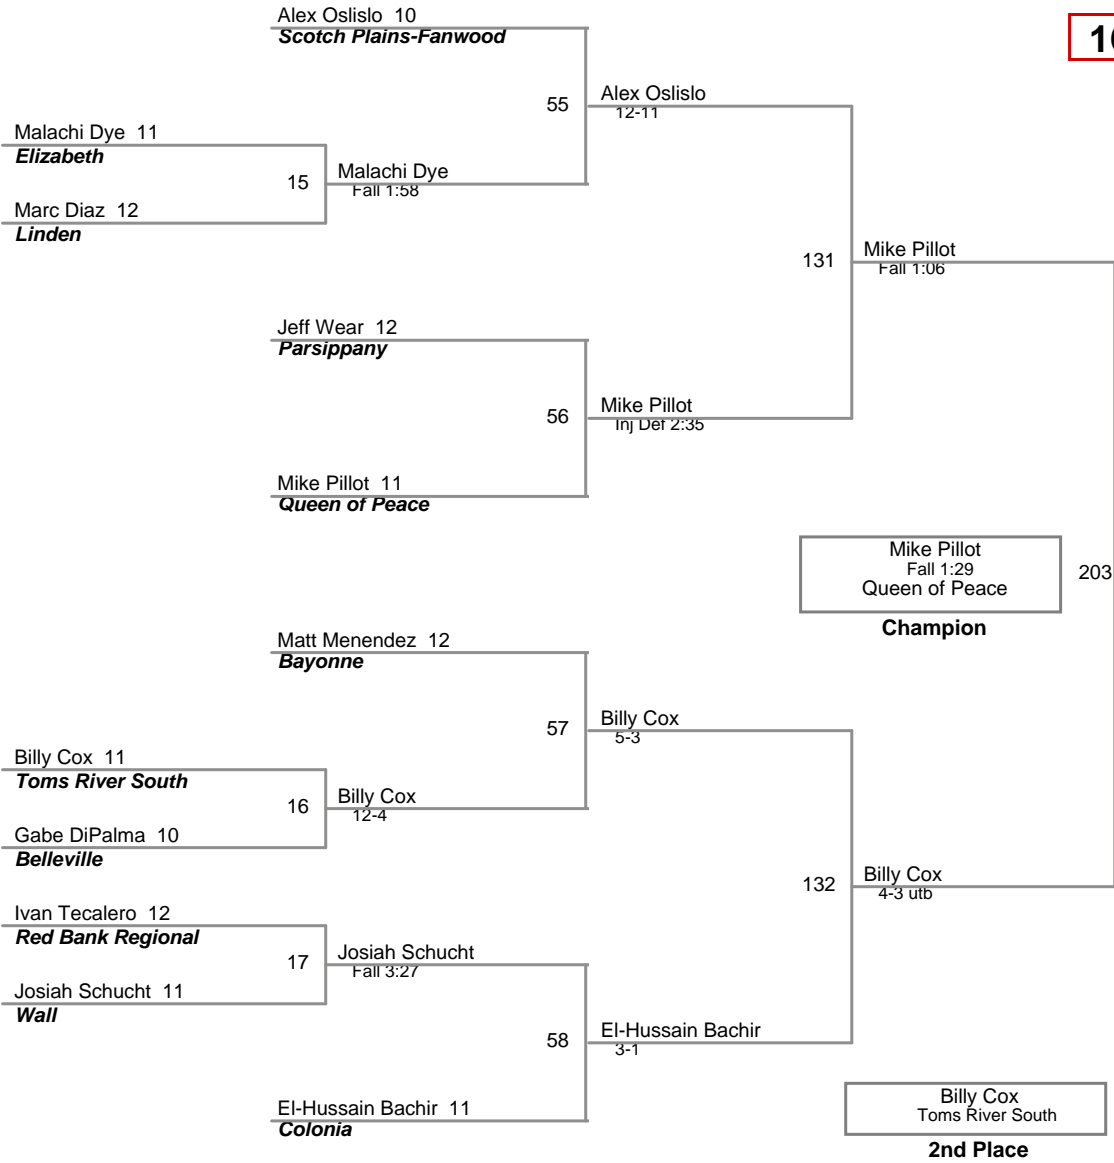 Alex Oslislo 10
Scotch Plains-Fanwood
55
Alex Oslislo
12-11
Malachi Dye 11
Elizabeth
15
Malachi Dye
Fall 1:58
Marc Diaz 12
Linden
131
Mike Pillot
Fall 1:06
Jeff Wear 12
Parsippany
56
Mike Pillot
Inj Def 2:35
Mike Pillot 11
Queen of Peace
Mike Pillot
Fall 1:29
Queen of Peace
203
Champion
Matt Menendez 12
Bayonne
57
Billy Cox
5-3
Billy Cox 11
Toms River South
16
Billy Cox
12-4
Gabe DiPalma 10
Belleville
132
Billy Cox
4-3 utb
Ivan Tecalero 12
Red Bank Regional
17
Josiah Schucht
Fall 3:27
Josiah Schucht 11
Wall
58
El-Hussain Bachir
3-1
El-Hussain Bachir 11
Colonia
Billy Cox
Toms River South
2nd Place